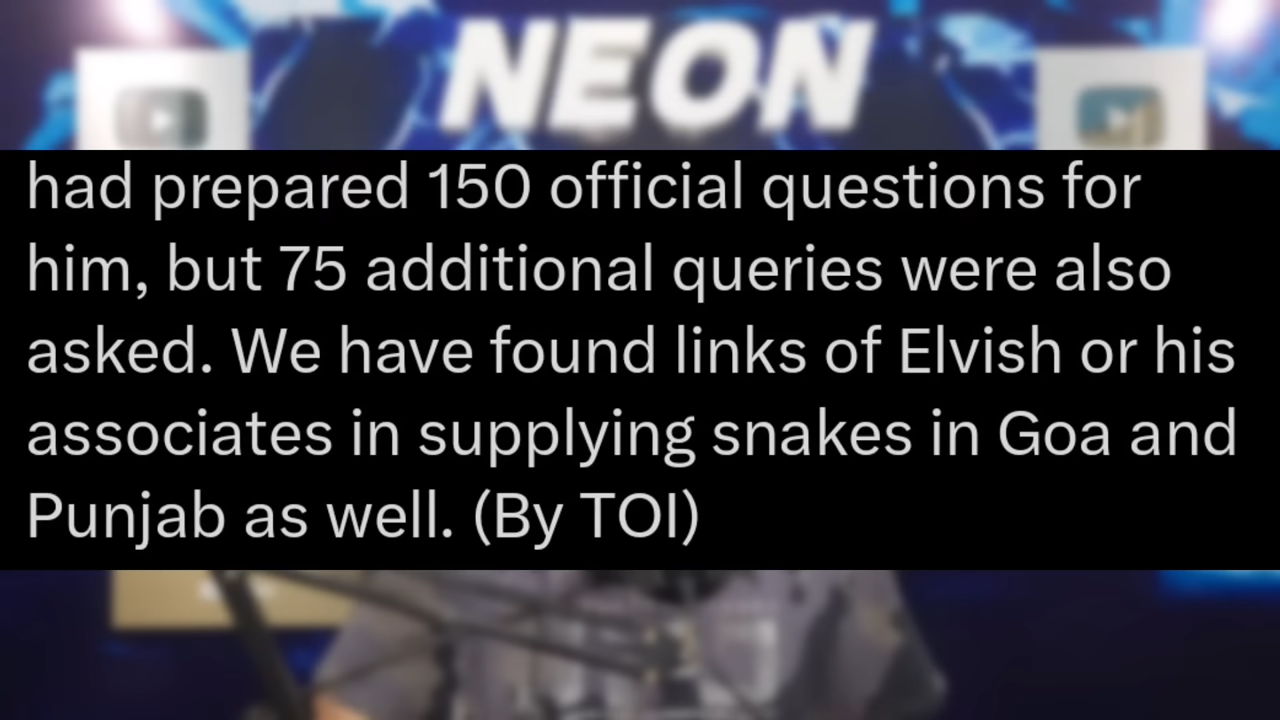 NEON
had prepared 150 official questions for
him, but 75 additional queries were also
asked. We have found links of Elvish or his
associates in supplying snakes in Goa and
Punjab as well. (By TOI)